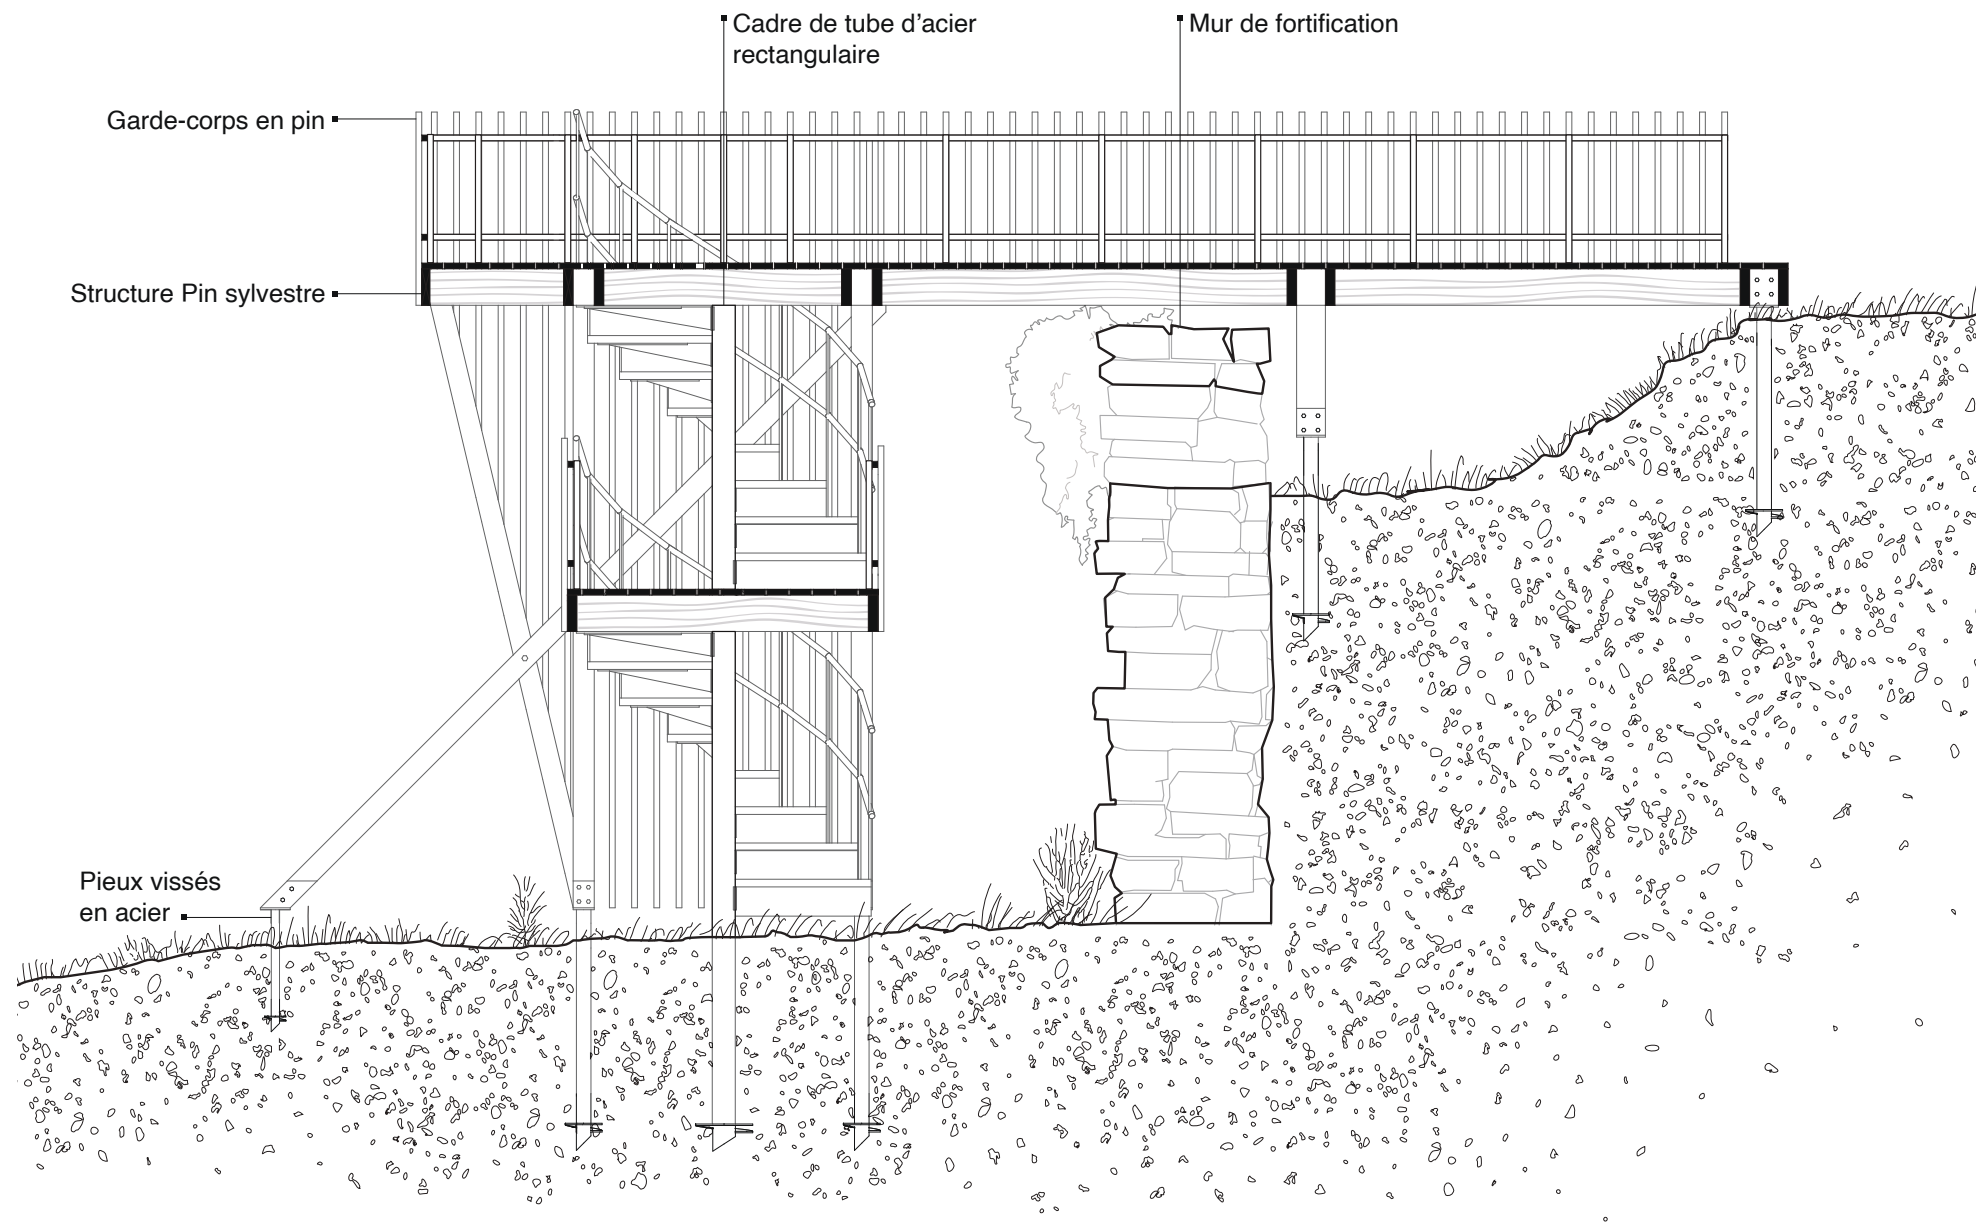 Cadre de tube d'acier
rectangulaire
Mur de fortification
Garde-corps en pin
Structure Pin sylvestre
Pieux vissés
en acier